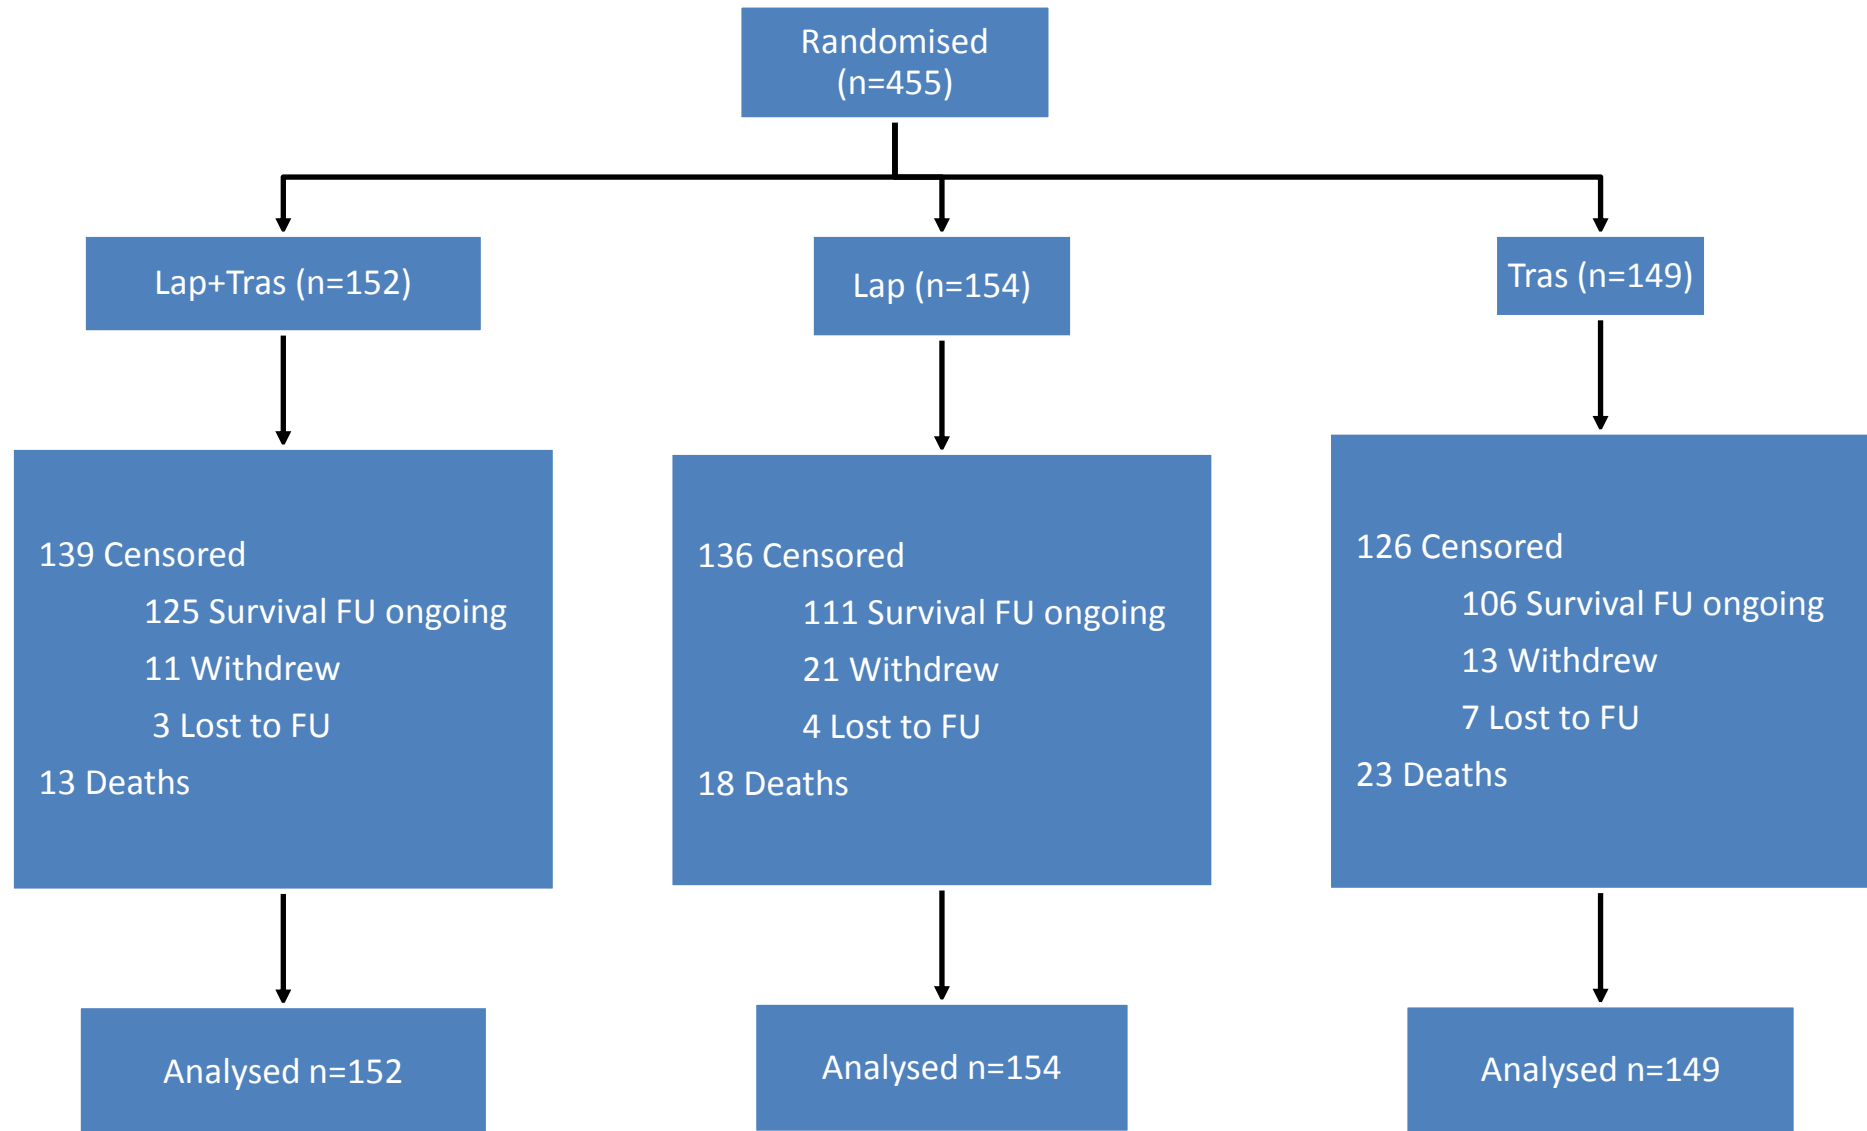 Randomised
(n=455)
Lap+Tras (n=152)
Lap (n=154)
Tras (n=149)
139 Censored
125 Survival FU ongoing
11 Withdrew
3 Lost to FU
13 Deaths
136 Censored
111 Survival FU ongoing
21 Withdrew
4 Lost to FU
18 Deaths
126 Censored
106 Survival FU ongoing
13 Withdrew
7 Lost to FU
23 Deaths
Analysed n=152
Analysed n=154
Analysed n=149